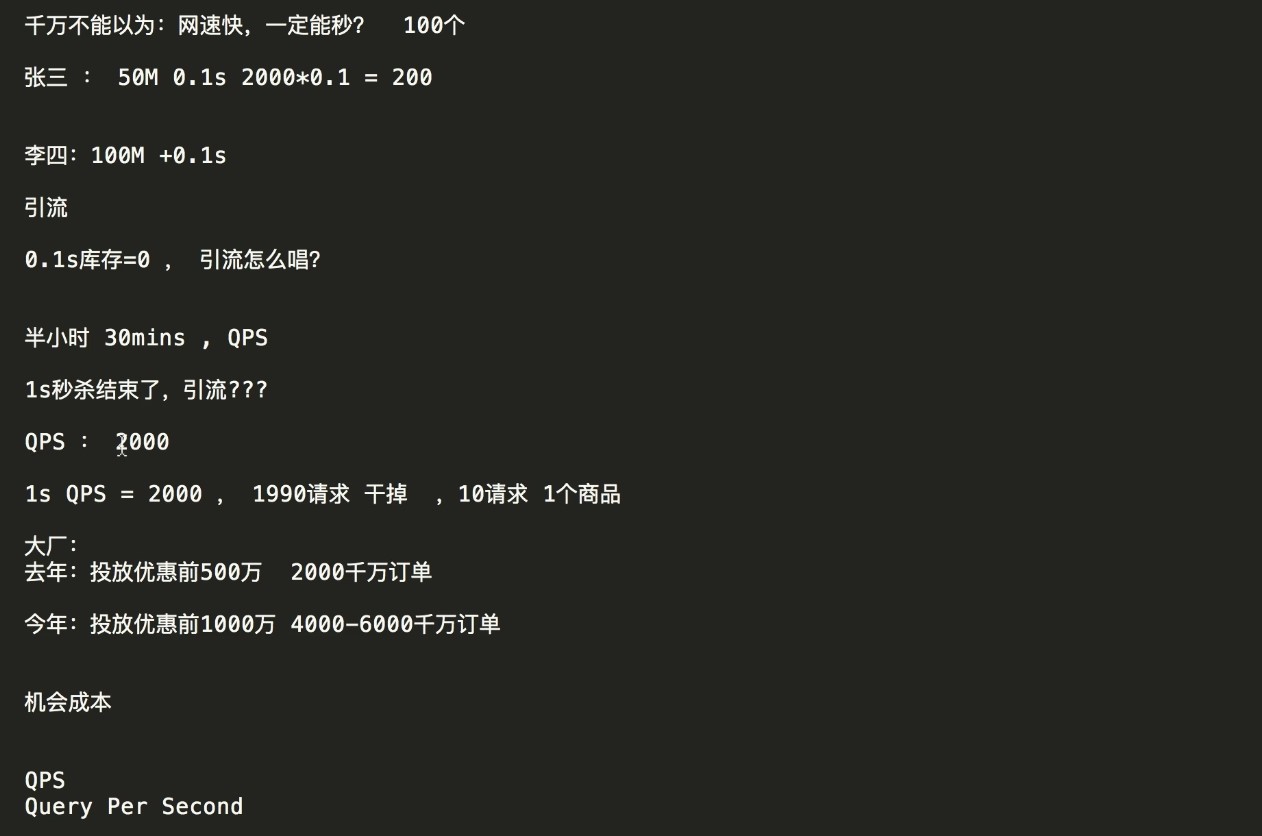 千万不能以为：网速快，一定能秒？ 100个
张三 ： 50M 0.1s 2000*0.1 = 200
李四：100M +0.1s
引流
0.1s库存=0 ， 引流怎么唱？
半小时 30mins , QPS
1s秒杀结束了，引流???
QPS ： 2000
1s QPS = 2000 ， 1990请求 干掉 ，10请求 1个商品
大厂：
去年：投放优惠前500万 2000千万订单
今年：投放优惠前1000万 4000-6000千万订单
机会成本
QPS
Query Per Second